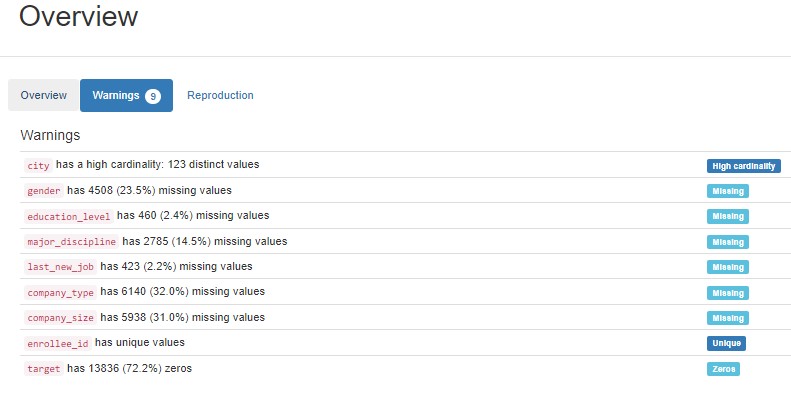 Overview
Overview Warnings 9 Reproduction
Warnings
city has a high cardinality: 123 distinct values High cardinality
gender has 4508 (23.5%) missing values Missing
education_level has 460 (2.4%) missing values Missing
major_discipline has 2785 (14.5%) missing values Missing
last_new_job has 423 (2.2%) missing values Missing
company_type has 6140 (32.0%) missing values Missing
company_size has 5938 (31.0%) missing values Missing
enrollee_id has unique values Unique
target has 13836 (72.2%) zeros Zeros